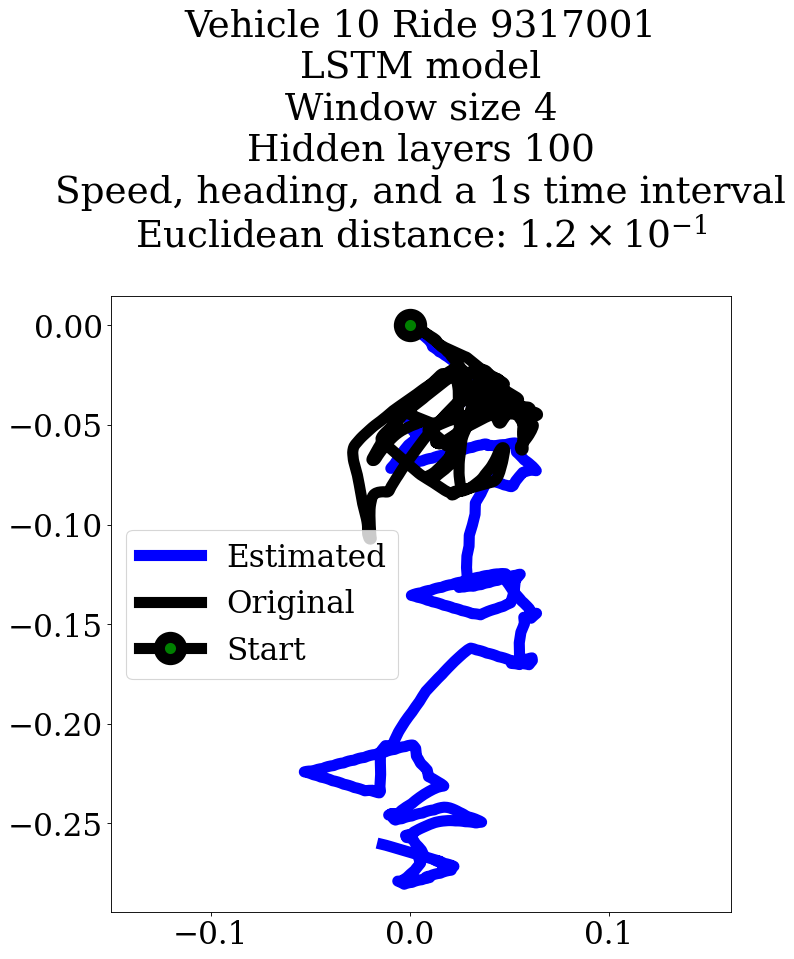 Vehicle 10 Ride 9317001
LSTM model
Window size 4
Hidden layers 100
Speed, heading, and a 1s time interval
Euclidean distance: 1.2 × 10⁻¹
0.00
−0.05
−0.10
−0.15
−0.20
−0.25
Estimated
Original
Start
−0.1
0.0
0.1